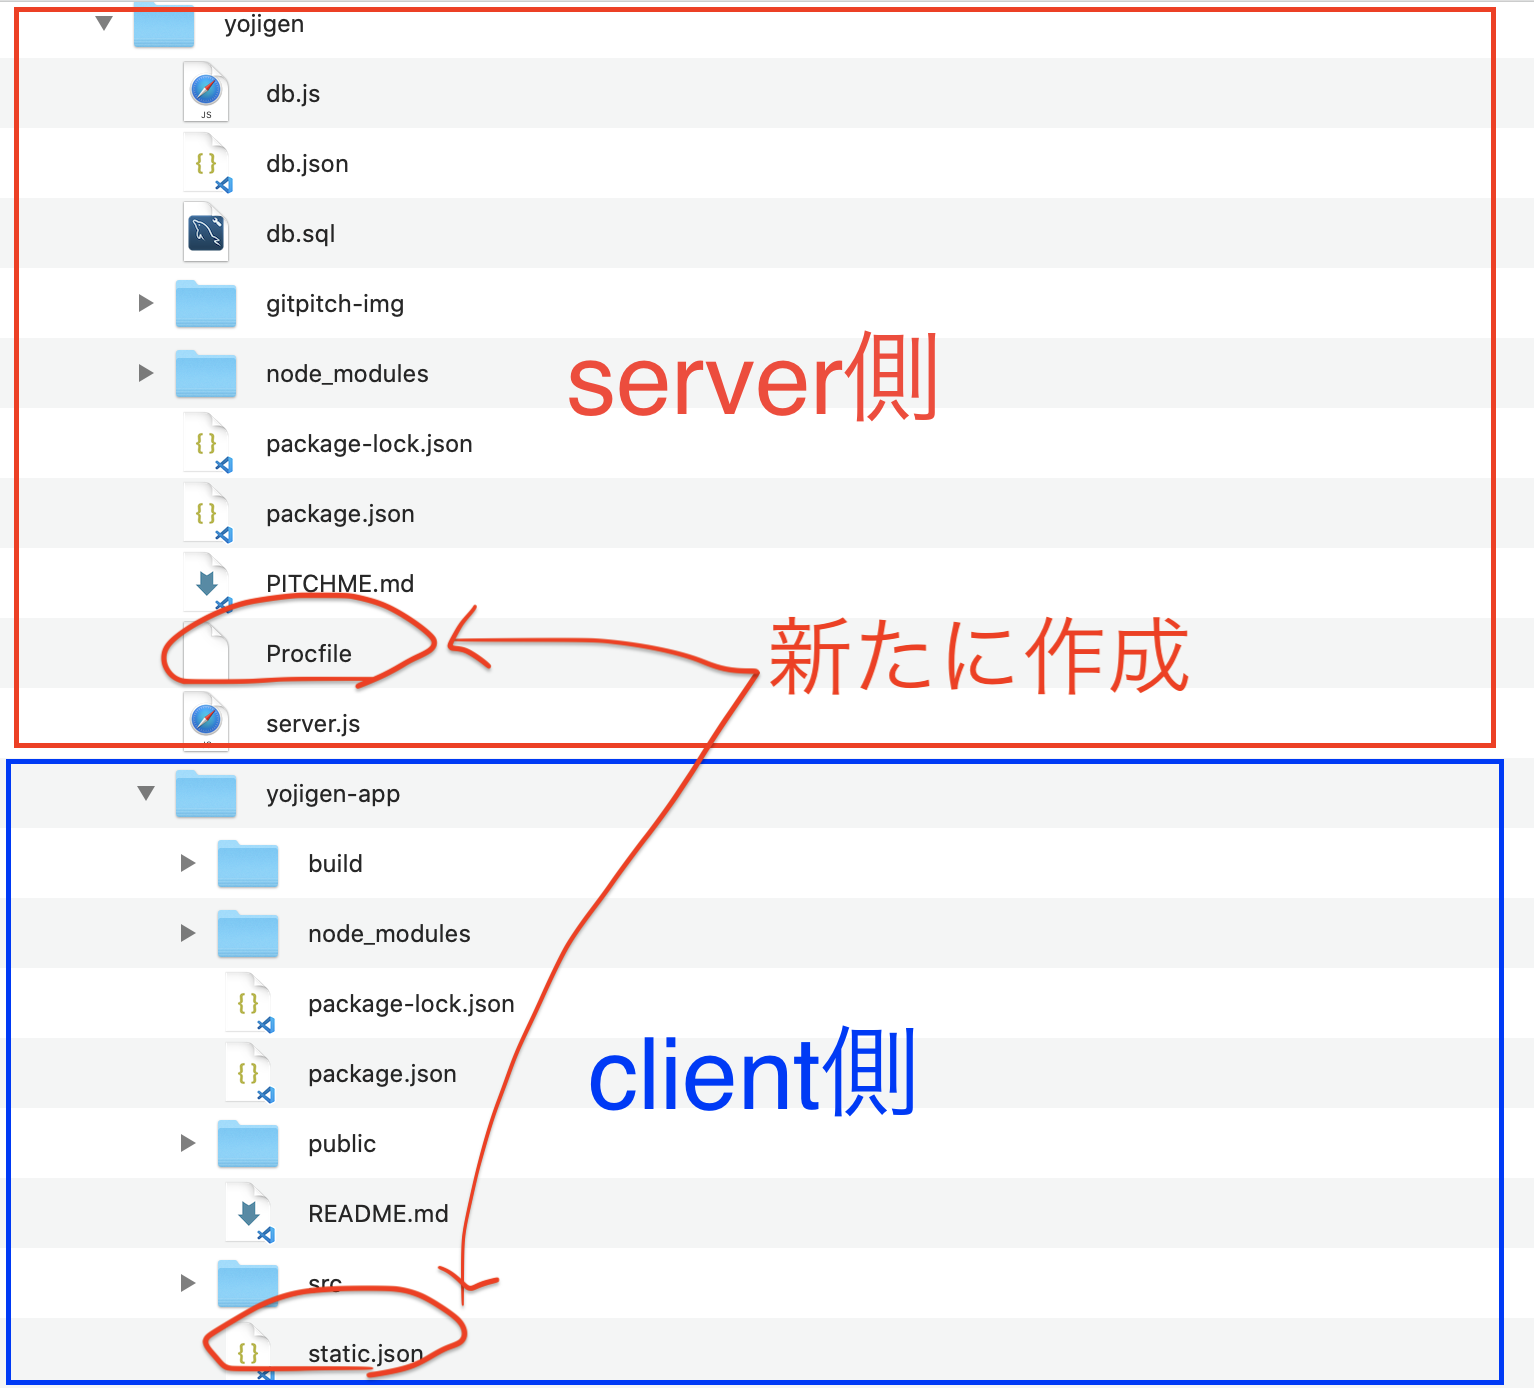 yojigen
db.js
JS
db.json
db.sql
gitpitch-img
server側
node_modules
package-lock.json
package.json
PITCHME.md
新たに作成
Procfile
server.js
yojigen-app
build
node_modules
package-lock.json
client側
package.json
public
README.md
src
static.json